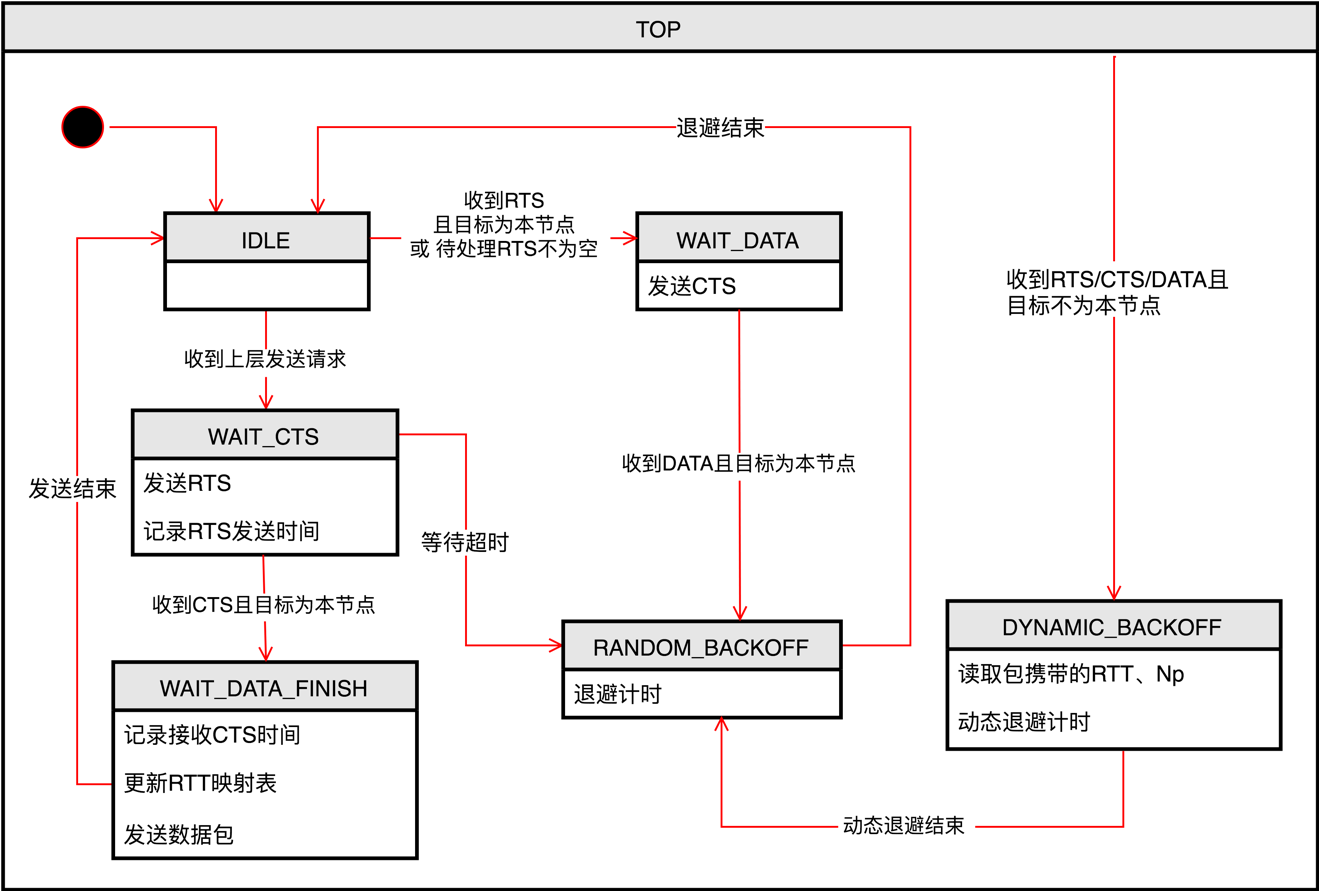 TOP
退避结束
收到RTS
且目标为本节点
或 待处理RTS不为空
IDLE
WAIT_DATA
发送CTS
收到RTS/CTS/DATA且
目标不为本节点
收到上层发送请求
WAIT_CTS
发送RTS
记录RTS发送时间
收到DATA且目标为本节点
发送结束
等待超时
收到CTS且目标为本节点
RANDOM_BACKOFF
退避计时
DYNAMIC_BACKOFF
读取包携带的RTT、Np
动态退避计时
WAIT_DATA_FINISH
记录接收CTS时间
更新RTT映射表
发送数据包
动态退避结束